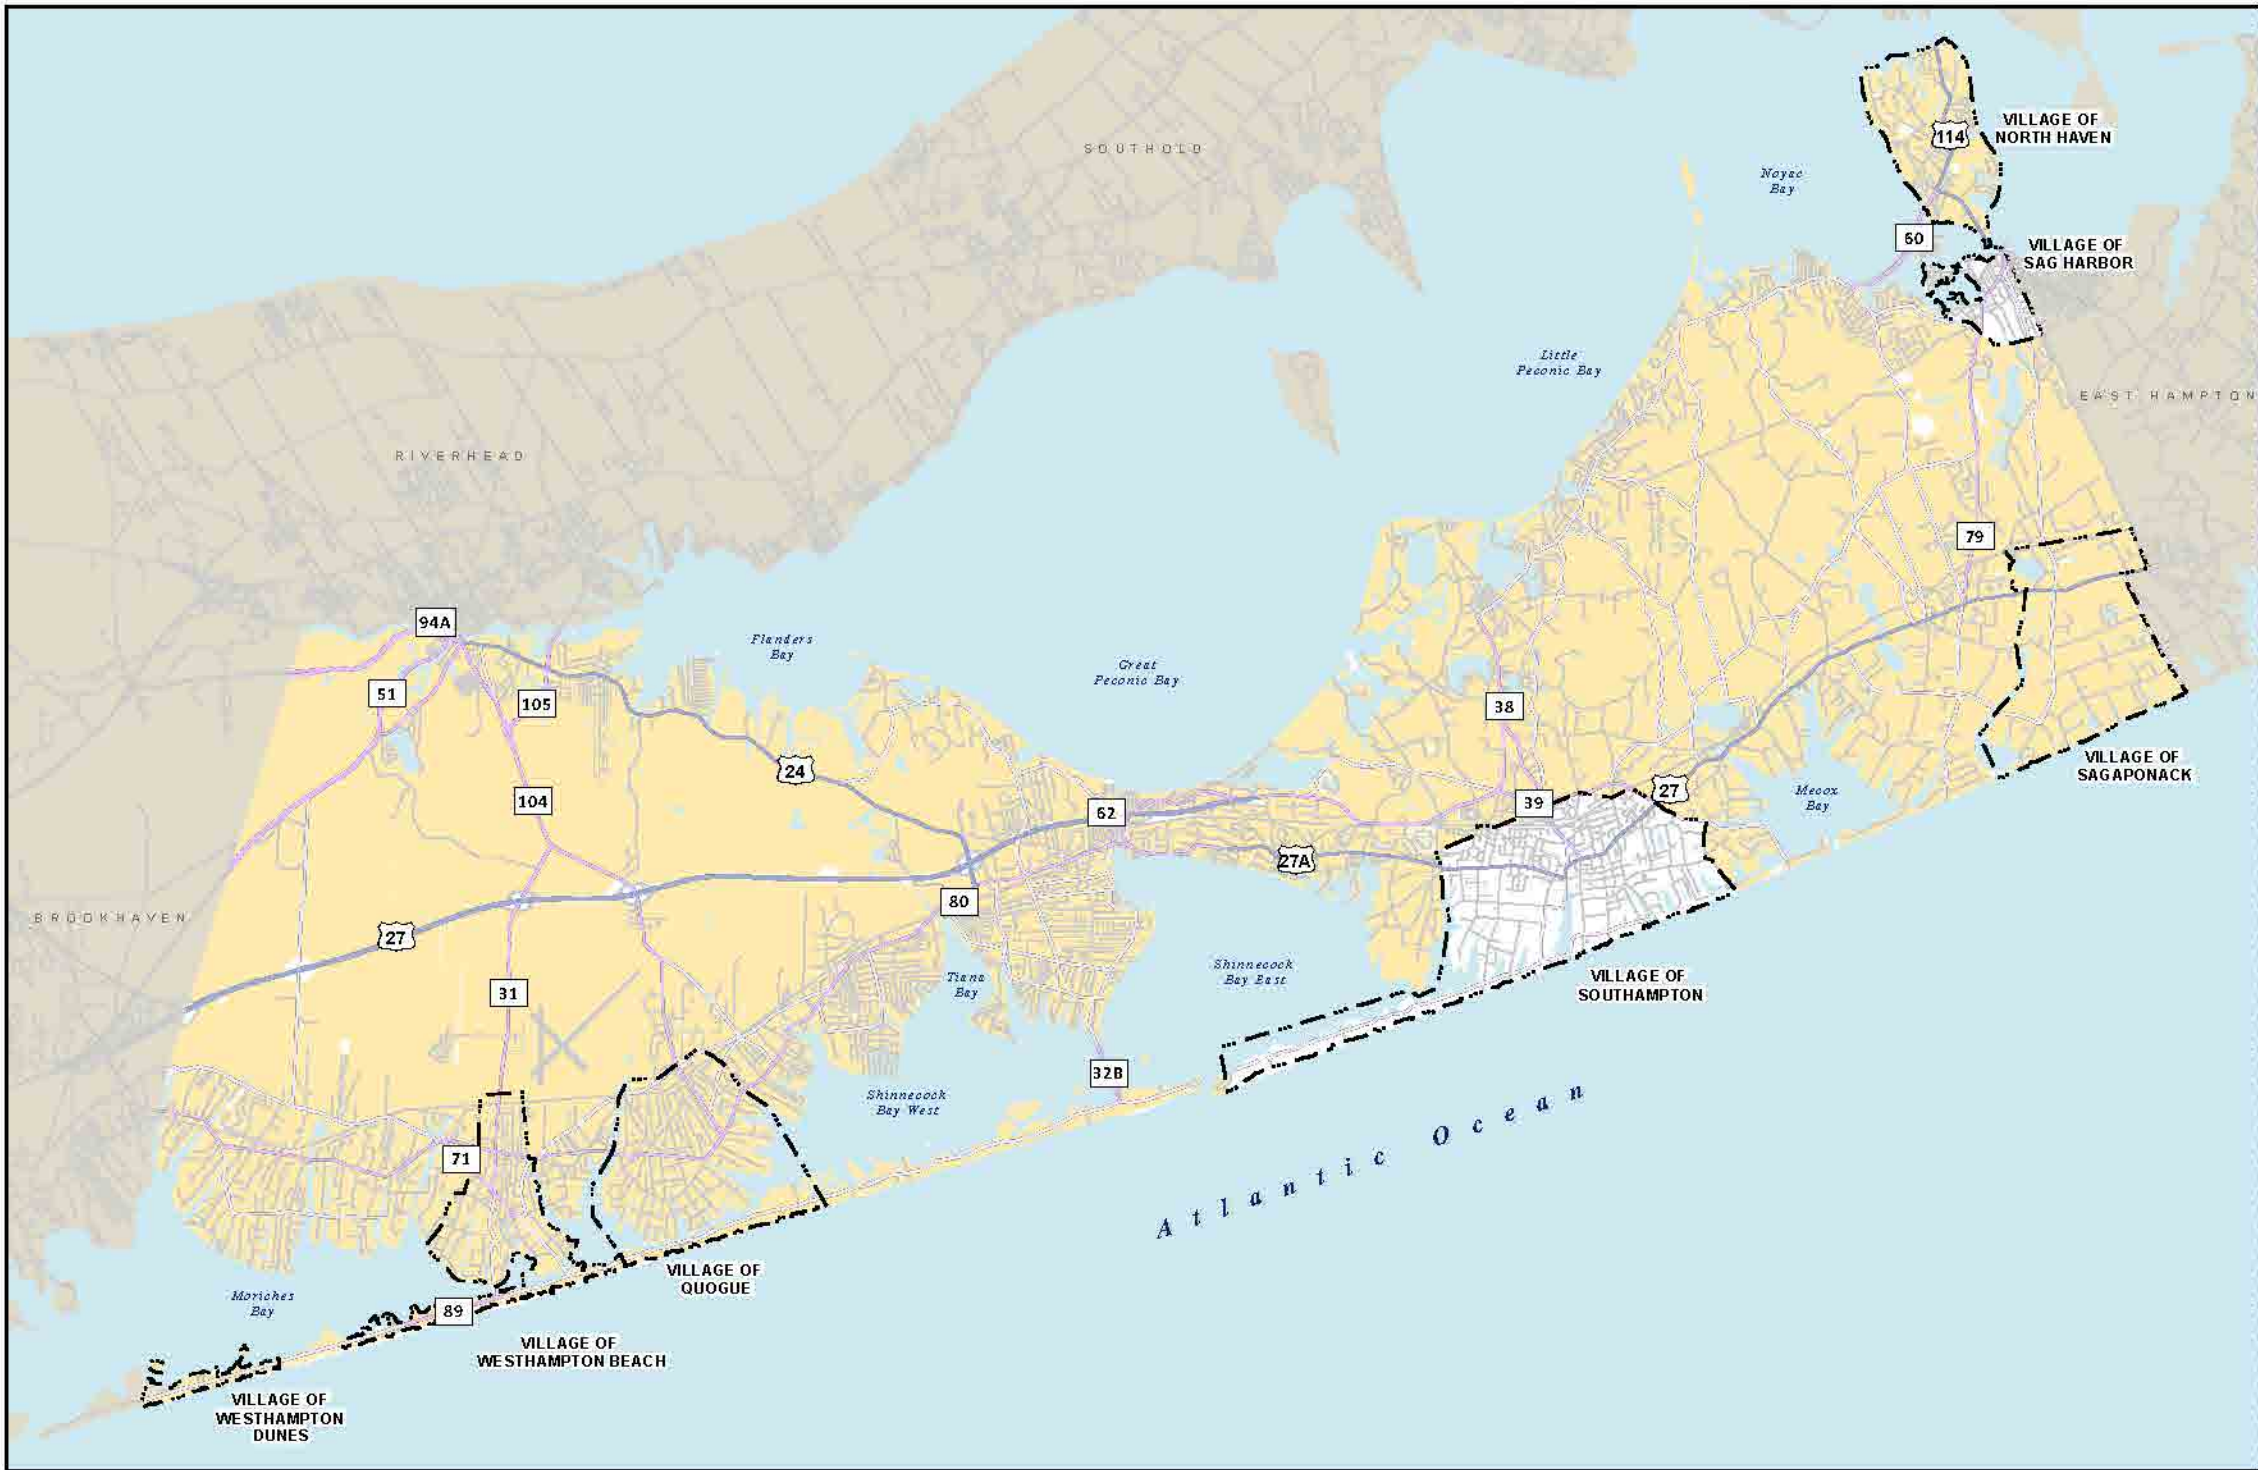 VILLAGE OF
NORTH HAVEN
114
SOUTHOLD
Noyac
Bay
60
VILLAGE OF
SAG HARBOR
Little
Peconic Bay
EAST HAMPTON
RIVERHEAD
79
94A
Flanders
Bay
Great
Peconic Bay
51
105
38
24
VILLAGE OF
SAGAPONACK
104
62
39
27
Mecox
Bay
27A
80
BROOKHAVEN
27
Tiana
Bay
Shinnecock
Bay East
VILLAGE OF
SOUTHAMPTON
31
32B
Shinnecock
Bay West
Atlantic Ocean
71
VILLAGE OF
QUOGUE
Moriches
Bay
89
VILLAGE OF
WESTHAMPTON BEACH
VILLAGE OF
WESTHAMPTON
DUNES